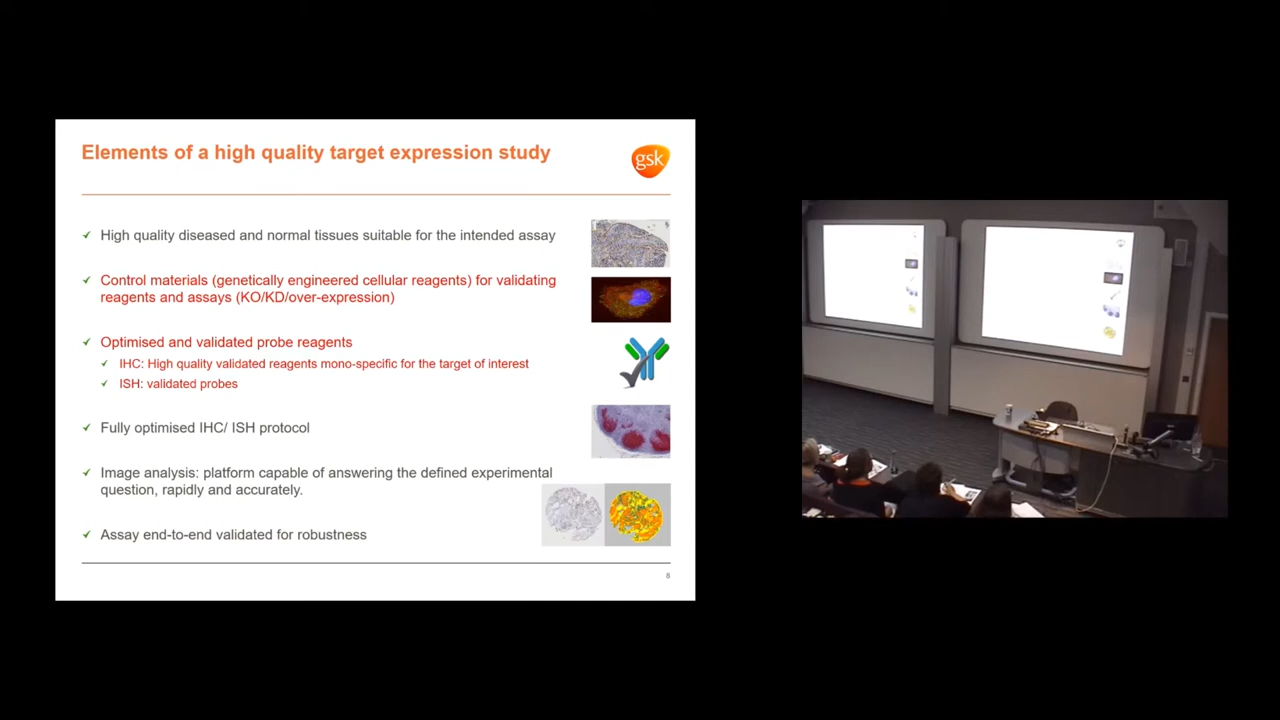 Elements of a high quality target expression study
gsk
High quality diseased and normal tissues suitable for the intended assay
Control materials (genetically engineered cellular reagents) for validating
reagents and assays (KO/KD/over-expression)
Optimised and validated probe reagents
IHC: High quality validated reagents mono-specific for the target of interest
ISH: validated probes
Fully optimised IHC/ ISH protocol
Image analysis: platform capable of answering the defined experimental
question, rapidly and accurately.
Assay end-to-end validated for robustness
8